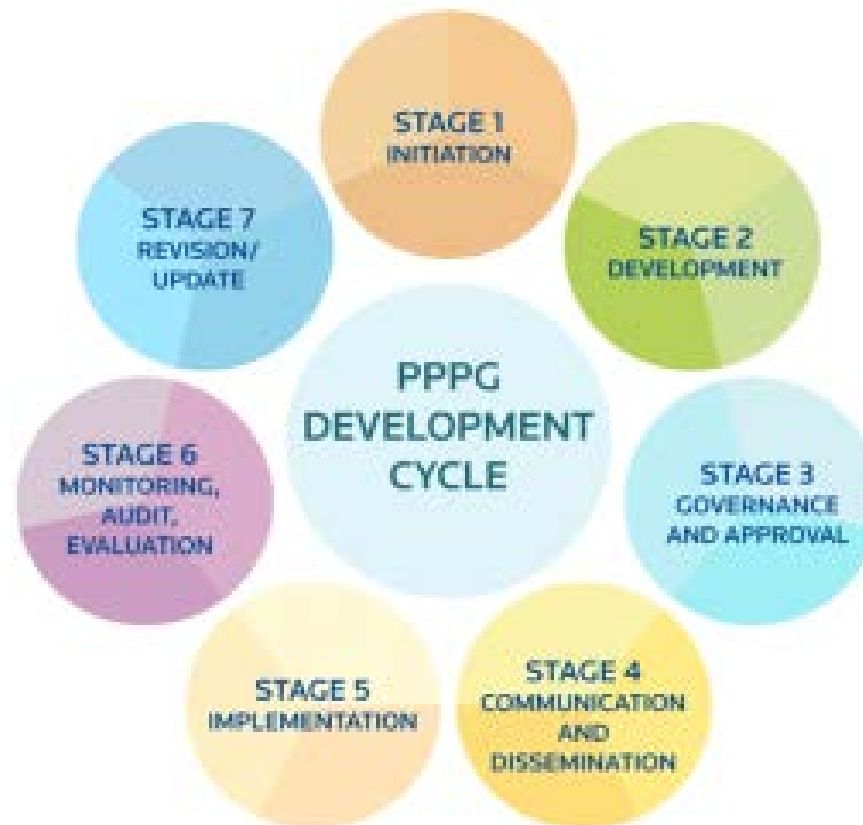 STAGE 1
INITIATION
STAGE 2
DEVELOPMENT
STAGE 3
GOVERNANCE
AND APPROVAL
STAGE 4
COMMUNICATION
AND
DISSEMINATION
STAGE 5
IMPLEMENTATION
STAGE 6
MONITORING,
AUDIT,
EVALUATION
STAGE 7
REVISION/
UPDATE
PPPG
DEVELOPMENT
CYCLE